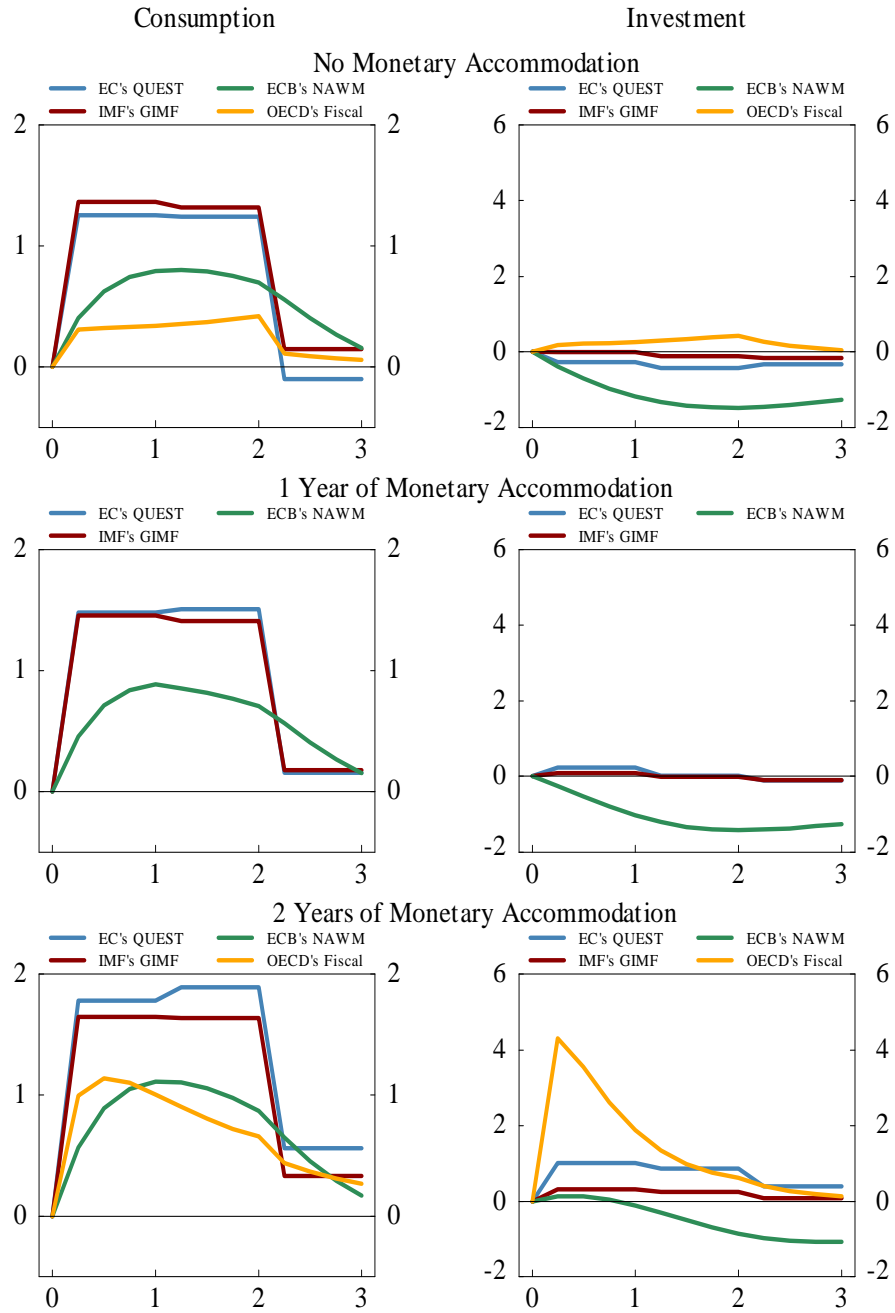 Consumption Investment
No Monetary Accommodation
EC's QUEST ECB's NAWM EC's QUEST ECB's NAWM
IMF's GIMF OECD's Fiscal IMF's GIMF OECD's Fiscal
2 2 6 6
4 4
1 1 2 2
0 0 0 0
-2 -2
0 1 2 3 0 1 2 3
1 Year of Monetary Accommodation
EC's QUEST ECB's NAWM EC's QUEST ECB's NAWM
IMF's GIMF IMF's GIMF
2 2 6 6
4 4
1 1 2 2
0 0 0 0
-2 -2
0 1 2 3 0 1 2 3
2 Years of Monetary Accommodation
EC's QUEST ECB's NAWM EC's QUEST ECB's NAWM
IMF's GIMF OECD's Fiscal IMF's GIMF OECD's Fiscal
2 2 6 6
4 4
1 1 2 2
0 0 0 0
-2 -2
0 1 2 3 0 1 2 3